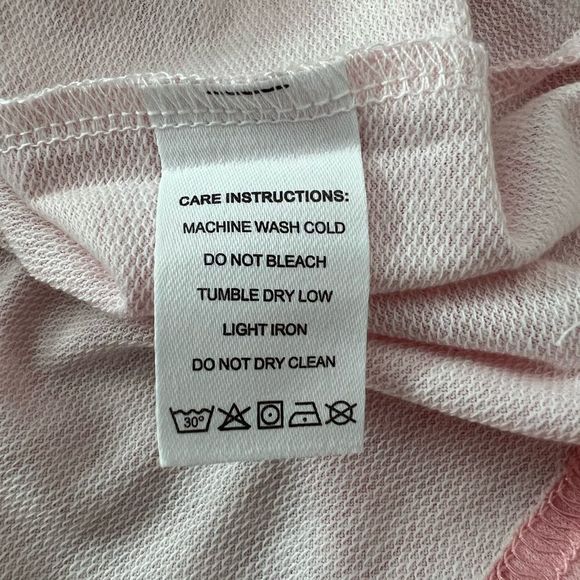 CARE INSTRUCTIONS:
MACHINE WASH COLD
DO NOT BLEACH
TUMBLE DRY LOW
LIGHT IRON
DO NOT DRY CLEAN
30°